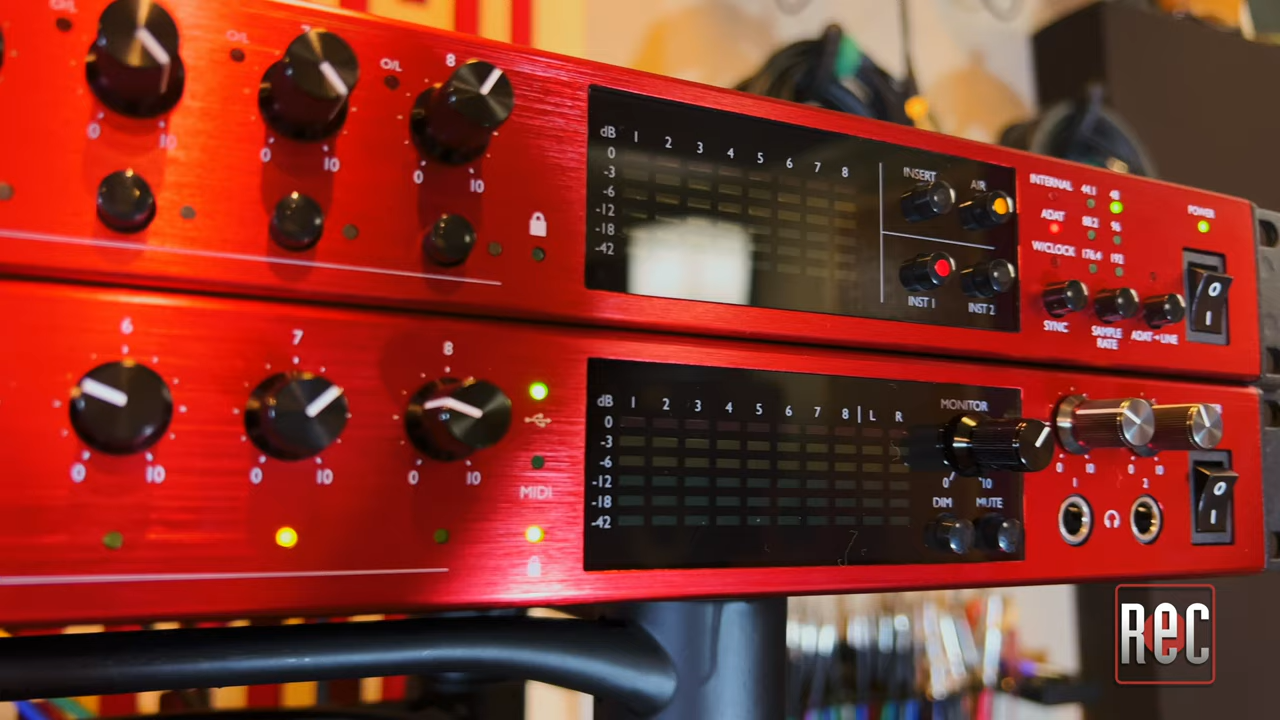 O/L
O/L
O/L
7
8
0 10
0 10
0 10
dB 1 2 3 4 5 6 7 8
0
-3
-6
-12
-18
-42
INSERT AIR
INST 1 INST 2
INTERNAL 44.1 48
ADAT 88.2 96
W/CLOCK 176.4 192
SYNC
SAMPLE
RATE
ADAT→LINE
POWER
O
I
6 7 8
0 10
0 10
0 10
MIDI
dB 1 2 3 4 5 6 7 8 L R
0
-3
-6
-12
-18
-42
MONITOR
0 10
DIM MUTE
0 10
0 10
1 2
O
I
REC